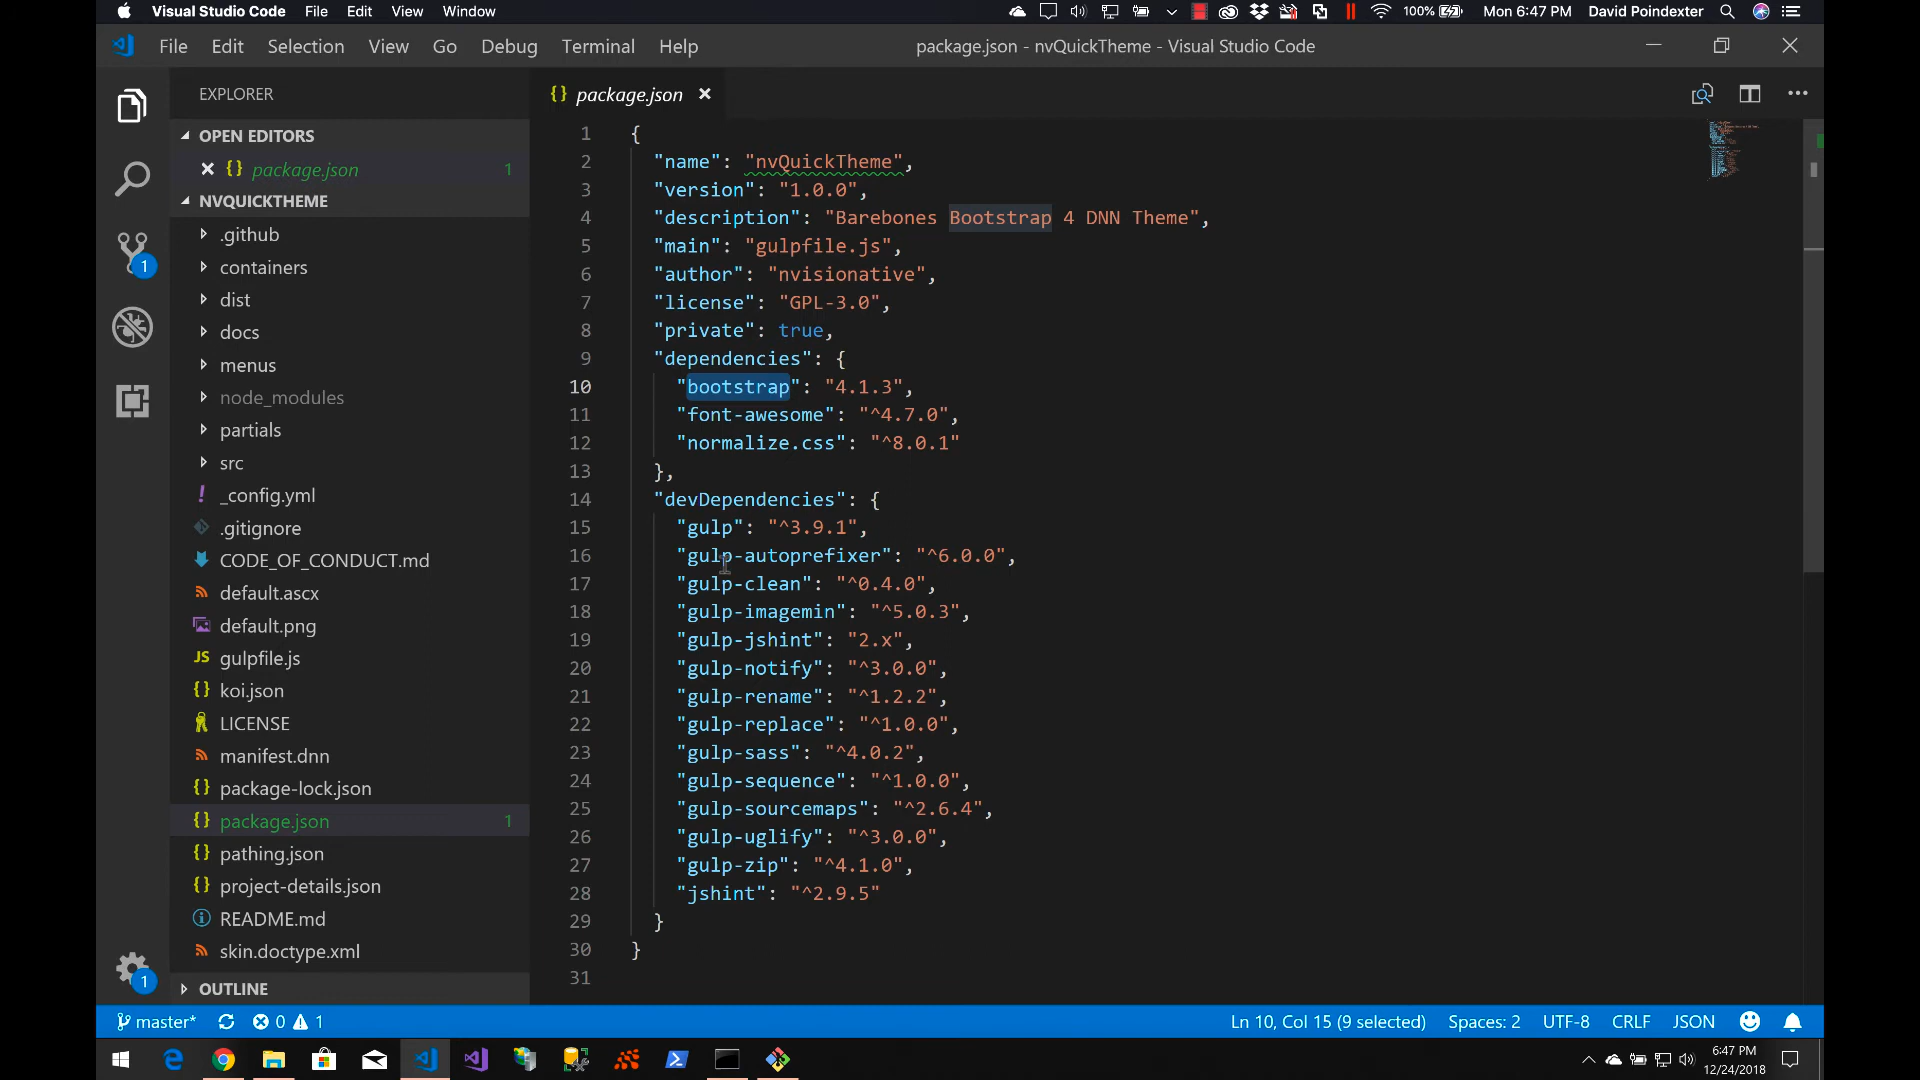 Visual Studio Code File Edit View Window 100% Mon 6:47 PM David Poindexter
File Edit Selection View Go Debug Terminal Help package.json - nvQuickTheme - Visual Studio Code
EXPLORER
OPEN EDITORS
{} package.json 1
NVQUICKTHEME
.github
containers
dist
docs
menus
node_modules
partials
src
! _config.yml
.gitignore
CODE_OF_CONDUCT.md
default.ascx
default.png
JS gulpfile.js
{} koi.json
LICENSE
manifest.dnn
{} package-lock.json
{} package.json 1
{} pathing.json
{} project-details.json
README.md
skin.doctype.xml
OUTLINE
1
1
{} package.json
1 {
2 "name": "nvQuickTheme",
3 "version": "1.0.0",
4 "description": "Barebones Bootstrap 4 DNN Theme",
5 "main": "gulpfile.js",
6 "author": "nvisionative",
7 "license": "GPL-3.0",
8 "private": true,
9 "dependencies": {
10 "bootstrap": "4.1.3",
11 "font-awesome": "^4.7.0",
12 "normalize.css": "^8.0.1"
13 },
14 "devDependencies": {
15 "gulp": "^3.9.1",
16 "gulp-autoprefixer": "^6.0.0",
17 "gulp-clean": "^0.4.0",
18 "gulp-imagemin": "^5.0.3",
19 "gulp-jshint": "2.x",
20 "gulp-notify": "^3.0.0",
21 "gulp-rename": "^1.2.2",
22 "gulp-replace": "^1.0.0",
23 "gulp-sass": "^4.0.2",
24 "gulp-sequence": "^1.0.0",
25 "gulp-sourcemaps": "^2.6.4",
26 "gulp-uglify": "^3.0.0",
27 "gulp-zip": "^4.1.0",
28 "jshint": "^2.9.5"
29 }
30 }
31
master* 0 1 Ln 10, Col 15 (9 selected) Spaces: 2 UTF-8 CRLF JSON
6:47 PM
12/24/2018